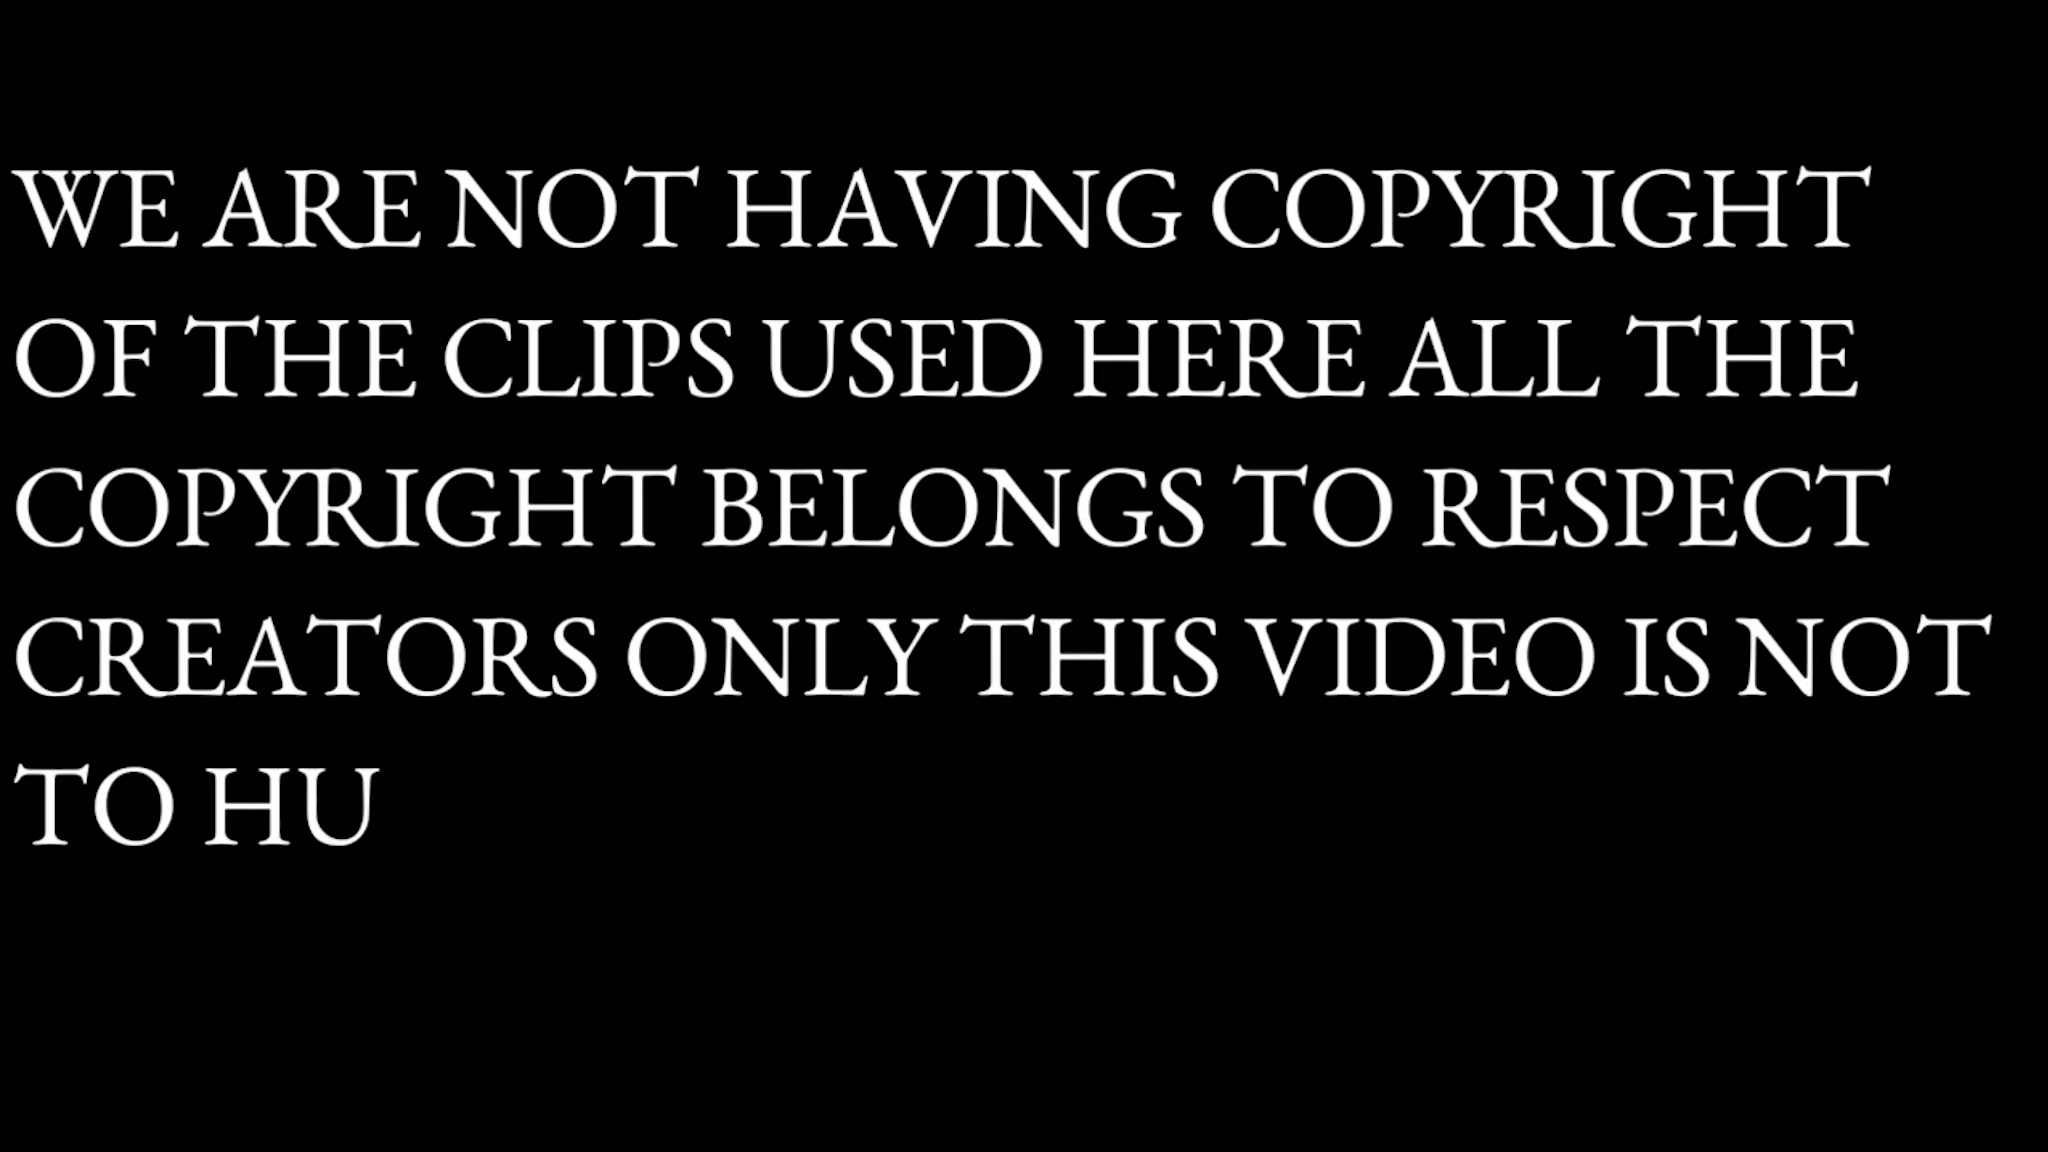 WE ARE NOT HAVING COPYRIGHT
OF THE CLIPS USED HERE ALL THE
COPYRIGHT BELONGS TO RESPECT
CREATORS ONLY THIS VIDEO IS NOT
TO HU